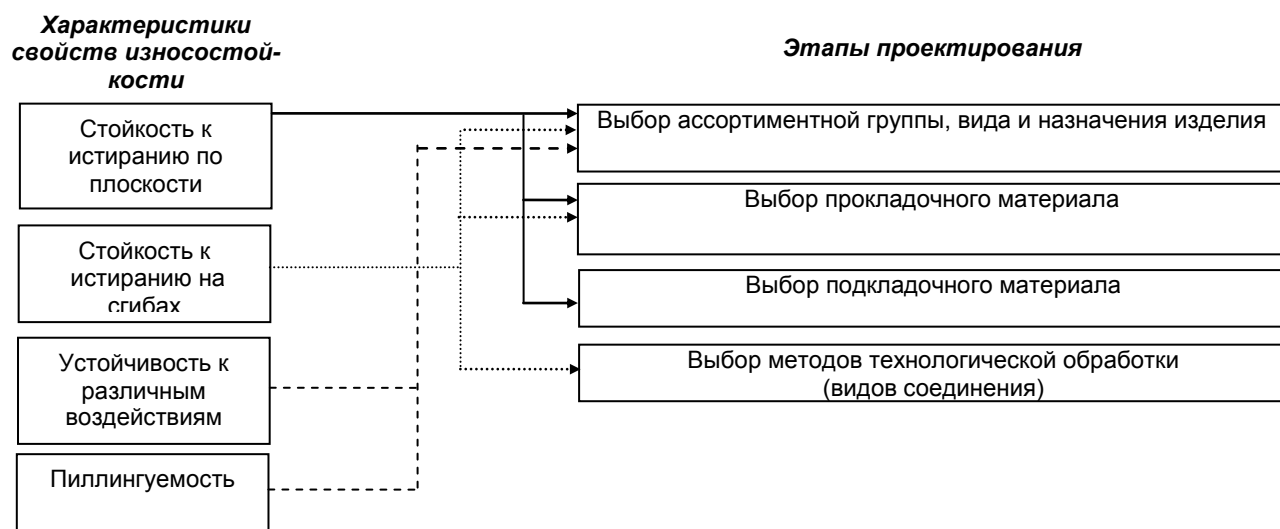 Характеристики
свойств износостой-
кости
Этапы проектирования
Стойкость к
истиранию по
плоскости
Стойкость к
истиранию на
сгибах
Устойчивость к
различным
воздействиям
Пиллингуемость
Выбор ассортиментной группы, вида и назначения изделия
Выбор прокладочного материала
Выбор подкладочного материала
Выбор методов технологической обработки
(видов соединения)